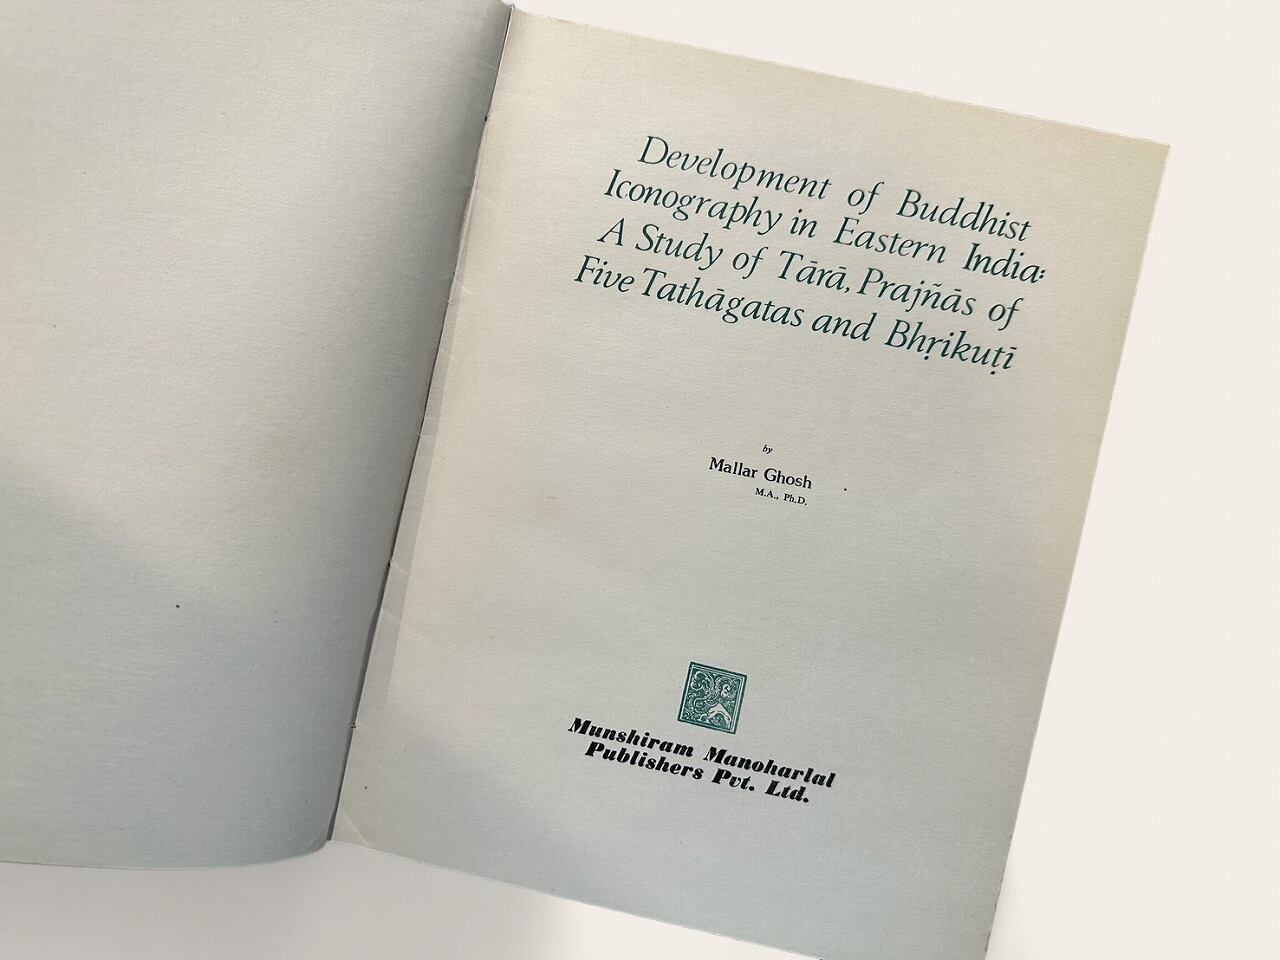 Development of Buddhist
Iconography in Eastern India:
A Study of Tārā, Prajñās of
Five Tathāgatas and Bhṛikuṭī
by
Mallar Ghosh
M.A., Ph.D.
Munshiram Manoharlal
Publishers Pvt. Ltd.